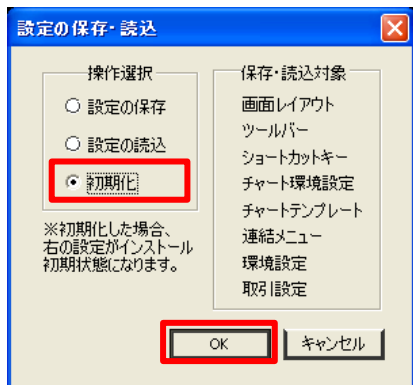 設定の保存・読込
操作選択
設定の保存
設定の読込
初期化
※初期化した場合、
右の設定がインストール
初期状態になります。
保存・読込対象
画面レイアウト
ツールバー
ショートカットキー
チャート環境設定
チャートテンプレート
連結メニュー
環境設定
取引設定
OK
キャンセル